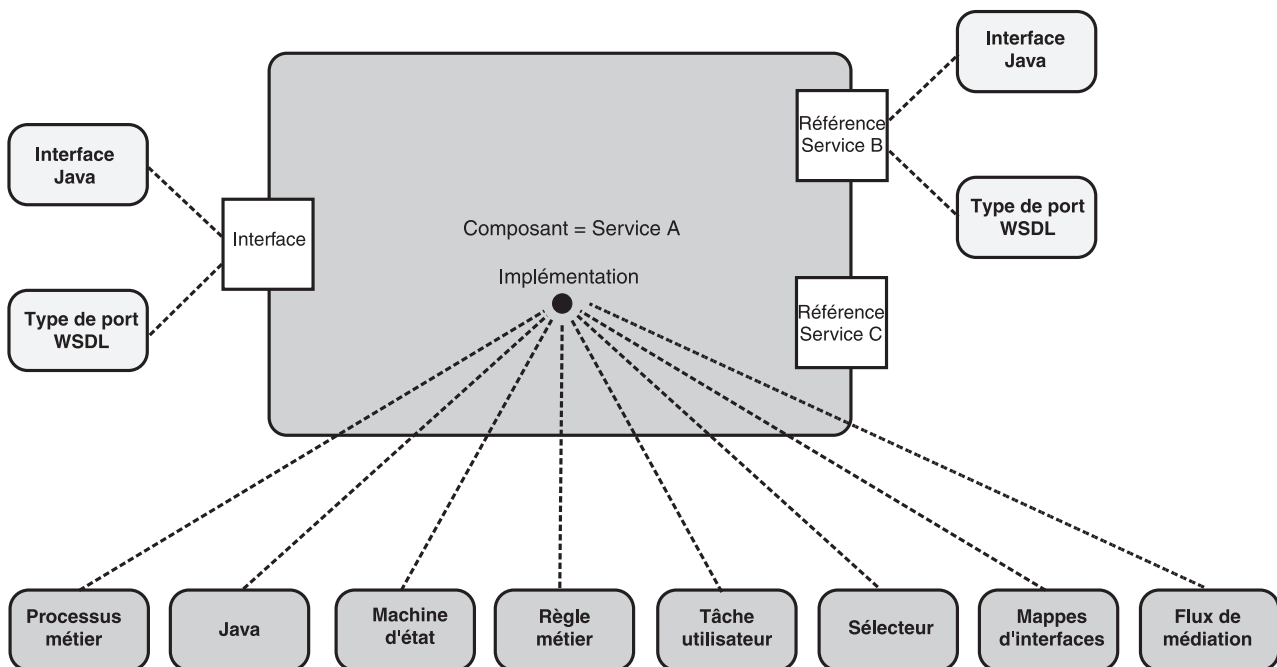 Interface
Java
Référence
Service B
Interface
Java
Type de port
WSDL
Interface
Composant = Service A
Implémentation
Type de port
WSDL
Référence
Service C
Processus
métier
Java
Machine
d'état
Règle
métier
Tâche
utilisateur
Sélecteur
Mappes
d'interfaces
Flux de
médiation